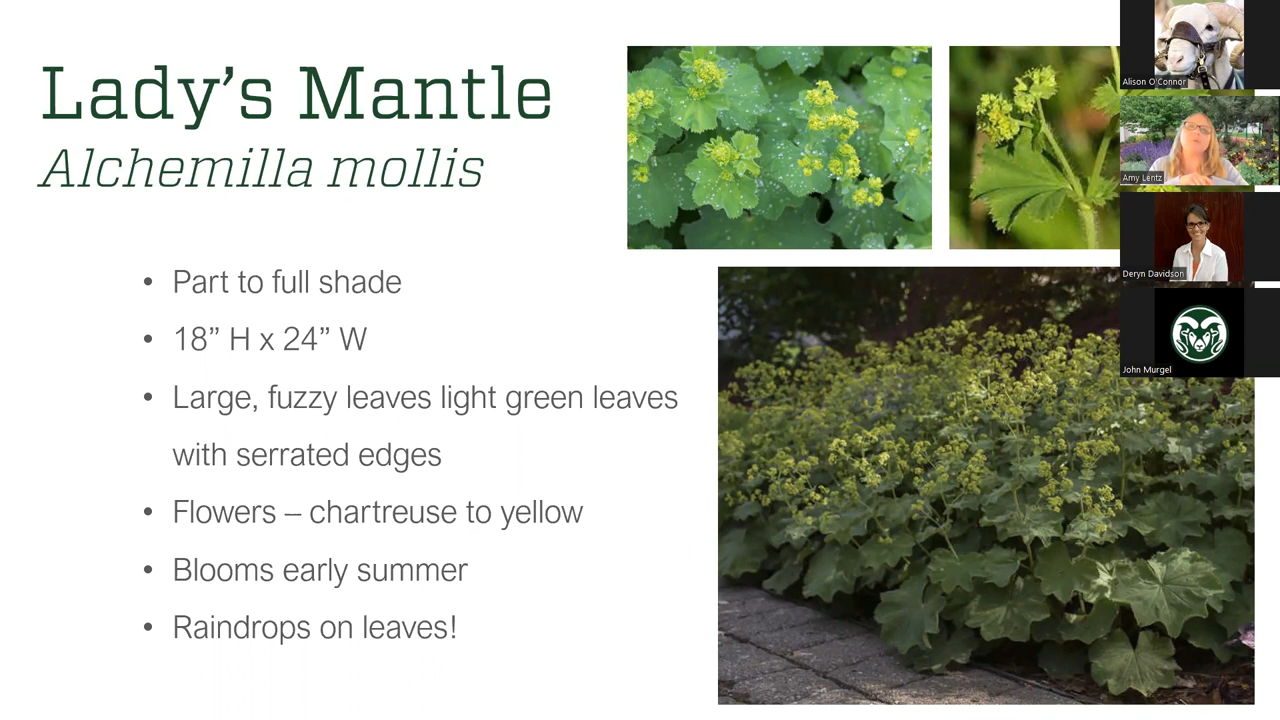 Lady’s Mantle
Alchemilla mollis
• Part to full shade
• 18” H x 24” W
• Large, fuzzy leaves light green leaves
with serrated edges
• Flowers – chartreuse to yellow
• Blooms early summer
• Raindrops on leaves!
Alison O'Connor
Amy Lentz
Deryn Davidson
John Murgel